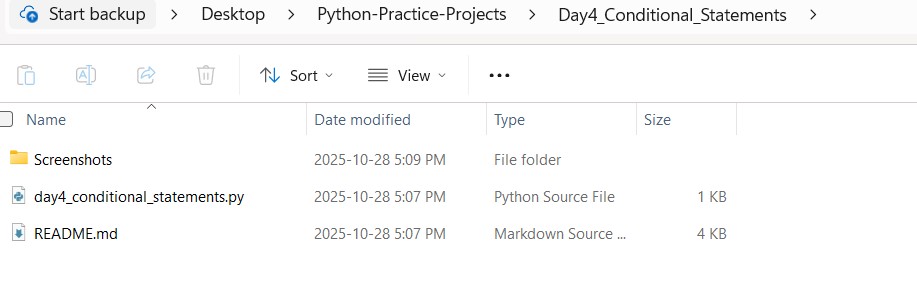 Start backup > Desktop > Python-Practice-Projects > Day4_Conditional_Statements >
Sort View •••
Name Date modified Type Size
Screenshots 2025-10-28 5:09 PM File folder
day4_conditional_statements.py 2025-10-28 5:07 PM Python Source File 1 KB
README.md 2025-10-28 5:07 PM Markdown Source ... 4 KB